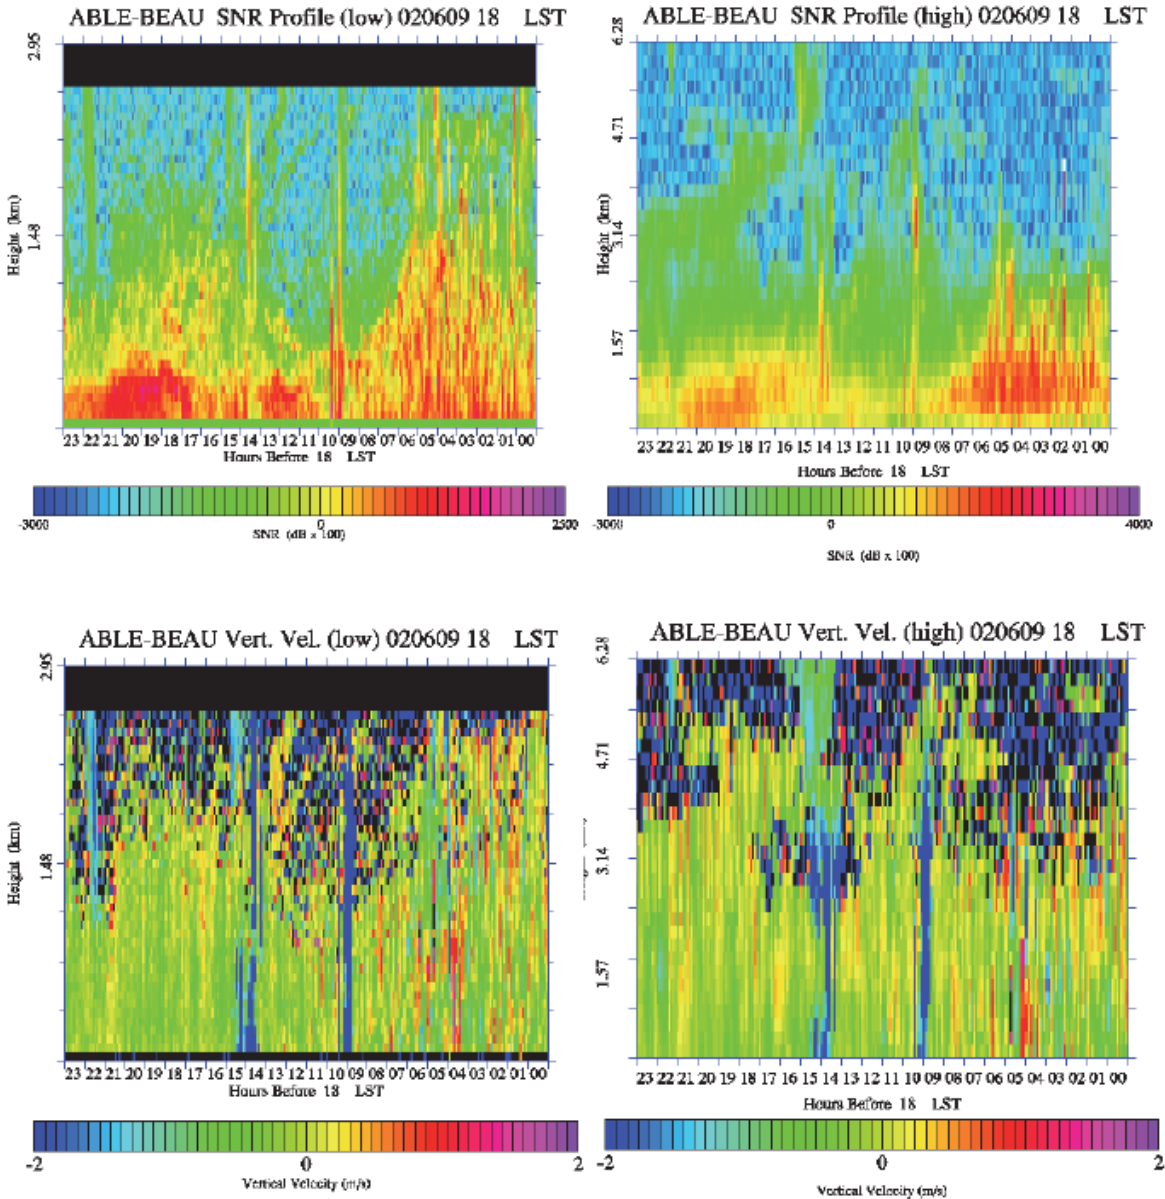 ABLE-BEAU SNR Profile (low) 020609 18 LST
2.95
1.48
Height (km)
23 22 21 20 19 18 17 16 15 14 13 12 11 10 09 08 07 06 05 04 03 02 01 00
Hours Before 18 LST
-3000 0 2500
SNR (dB x 100)
ABLE-BEAU SNR Profile (high) 020609 18 LST
6.28
4.71
3.14
1.57
Height (km)
23 22 21 20 19 18 17 16 15 14 13 12 11 10 09 08 07 06 05 04 03 02 01 00
Hours Before 18 LST
-3000 0 4000
SNR (dB x 100)
ABLE-BEAU Vert. Vel. (low) 020609 18 LST
2.95
1.48
Height (km)
23 22 21 20 19 18 17 16 15 14 13 12 11 10 09 08 07 06 05 04 03 02 01 00
Hours Before 18 LST
-2 0 2
Vertical Velocity (m/s)
ABLE-BEAU Vert. Vel. (high) 020609 18 LST
6.28
4.71
3.14
1.57
23 22 21 20 19 18 17 16 15 14 13 12 11 10 09 08 07 06 05 04 03 02 01 00
Hours Before 18 LST
-2 0 2
Vertical Velocity (m/s)